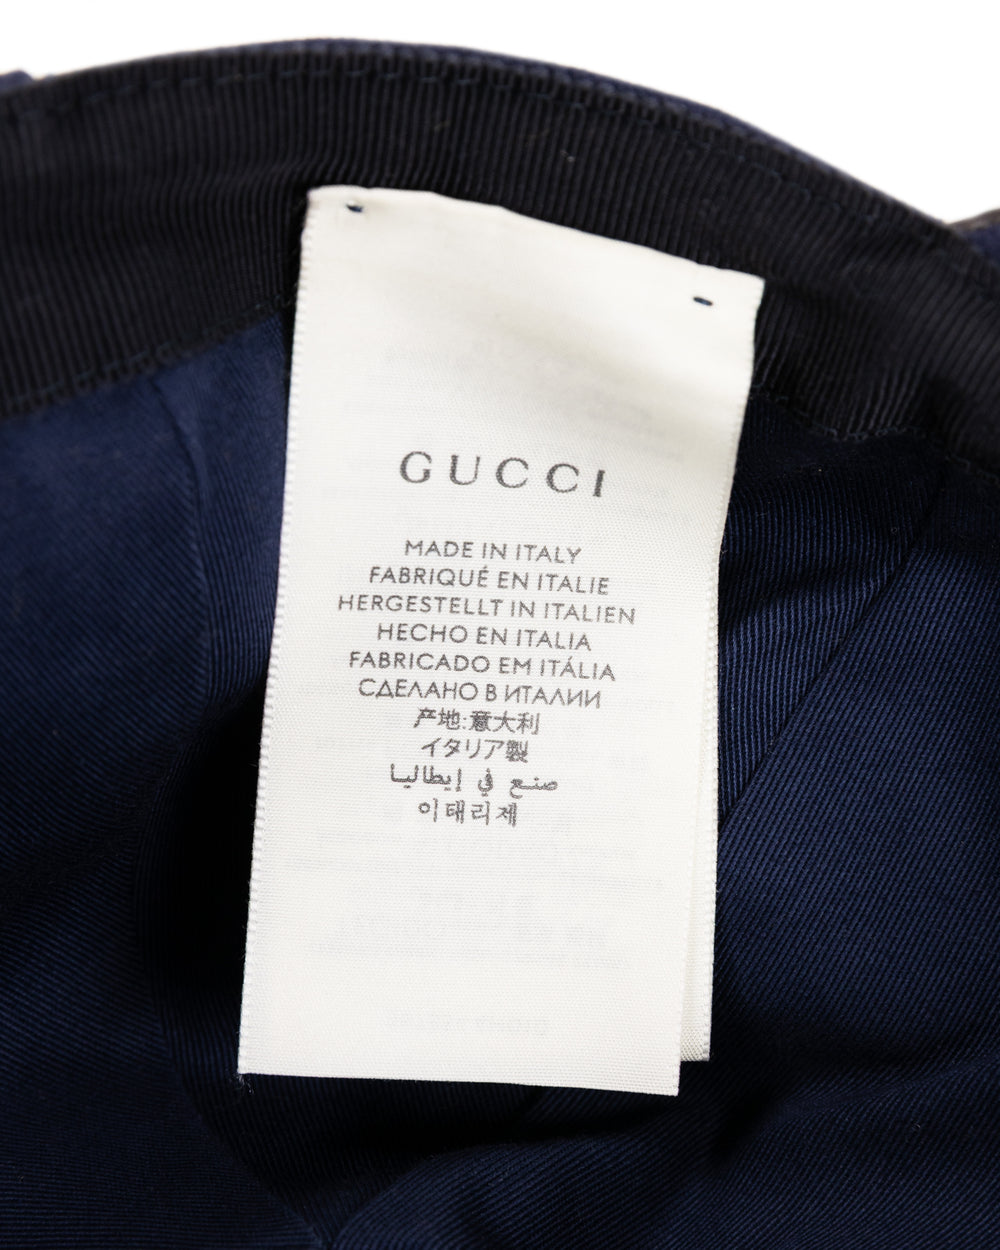 GUCCI
MADE IN ITALY
FABRIQUÉ EN ITALIE
HERGESTELLT IN ITALIEN
HECHO EN ITALIA
FABRICADO EM ITÁLIA
СДЕЛАНО В ИТАЛИИ
产地:意大利
イタリア製
صنع في إيطاليا
이태리제